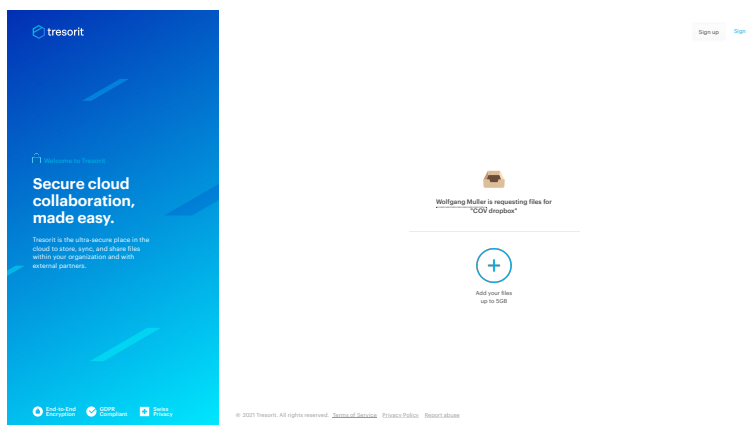 tresorit
Sign up
Sign
Welcome to Tresorit
Secure cloud
collaboration,
made easy.
Tresorit is the ultra-secure place in the
cloud to store, sync, and share files
within your organization and with
external partners.
Wolfgang Muller is requesting files for
"COV dropbox"
Add your files
up to 5GB
End-to-End
Encryption
GDPR
Compliant
Swiss
Privacy
© 2021 Tresorit. All rights reserved. Terms of Service Privacy Policy Report abuse